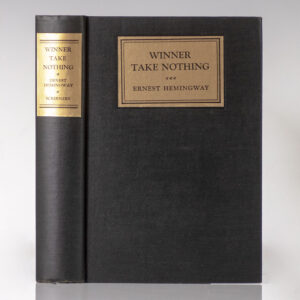 WINNER
TAKE
NOTHING
ERNEST
HEMINGWAY
SCRIBNERS
WINNER
TAKE NOTHING
ERNEST HEMINGWAY